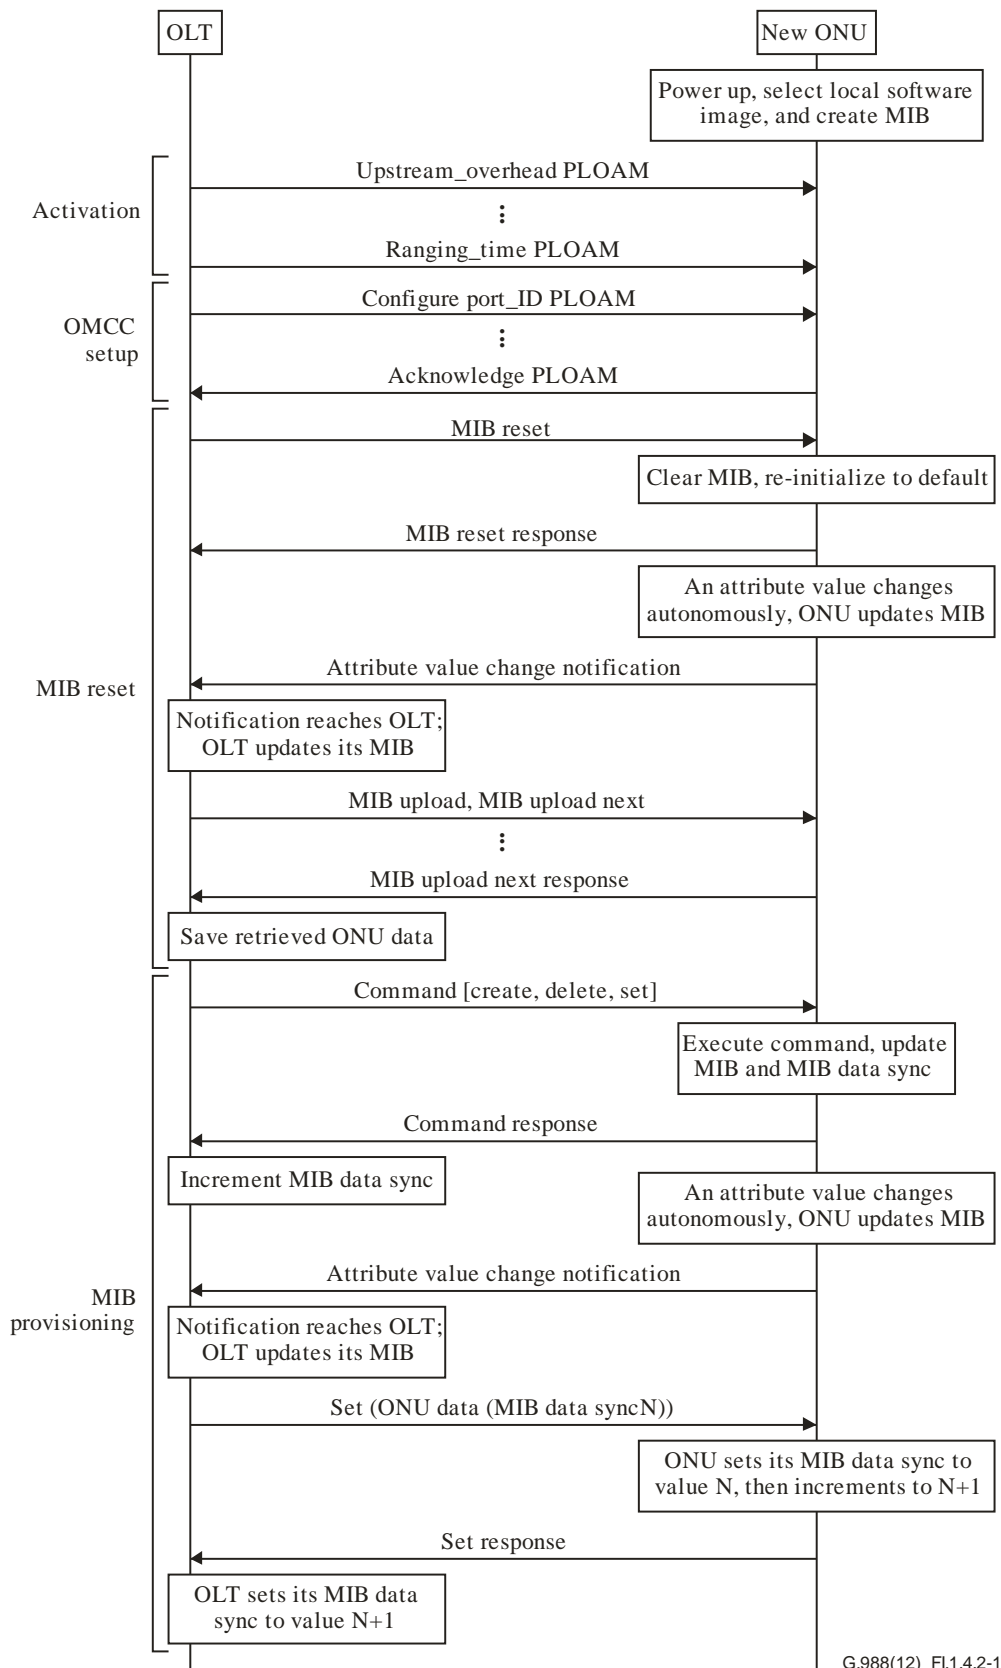 OLT
New ONU
Power up, select local software
image, and create MIB
Activation
Upstream_overhead PLOAM
Ranging_time PLOAM
OMCC
setup
Configure port_ID PLOAM
Acknowledge PLOAM
MIB reset
MIB reset
Clear MIB, re-initialize to default
MIB reset response
An attribute value changes
autonomously, ONU updates MIB
Attribute value change notification
Notification reaches OLT;
OLT updates its MIB
MIB upload, MIB upload next
MIB upload next response
Save retrieved ONU data
MIB
provisioning
Command [create, delete, set]
Execute command, update
MIB and MIB data sync
Command response
Increment MIB data sync
An attribute value changes
autonomously, ONU updates MIB
Attribute value change notification
Notification reaches OLT;
OLT updates its MIB
Set (ONU data (MIB data syncN))
ONU sets its MIB data sync to
value N, then increments to N+1
Set response
OLT sets its MIB data
sync to value N+1
G.988(12)_FI.1.4.2-1